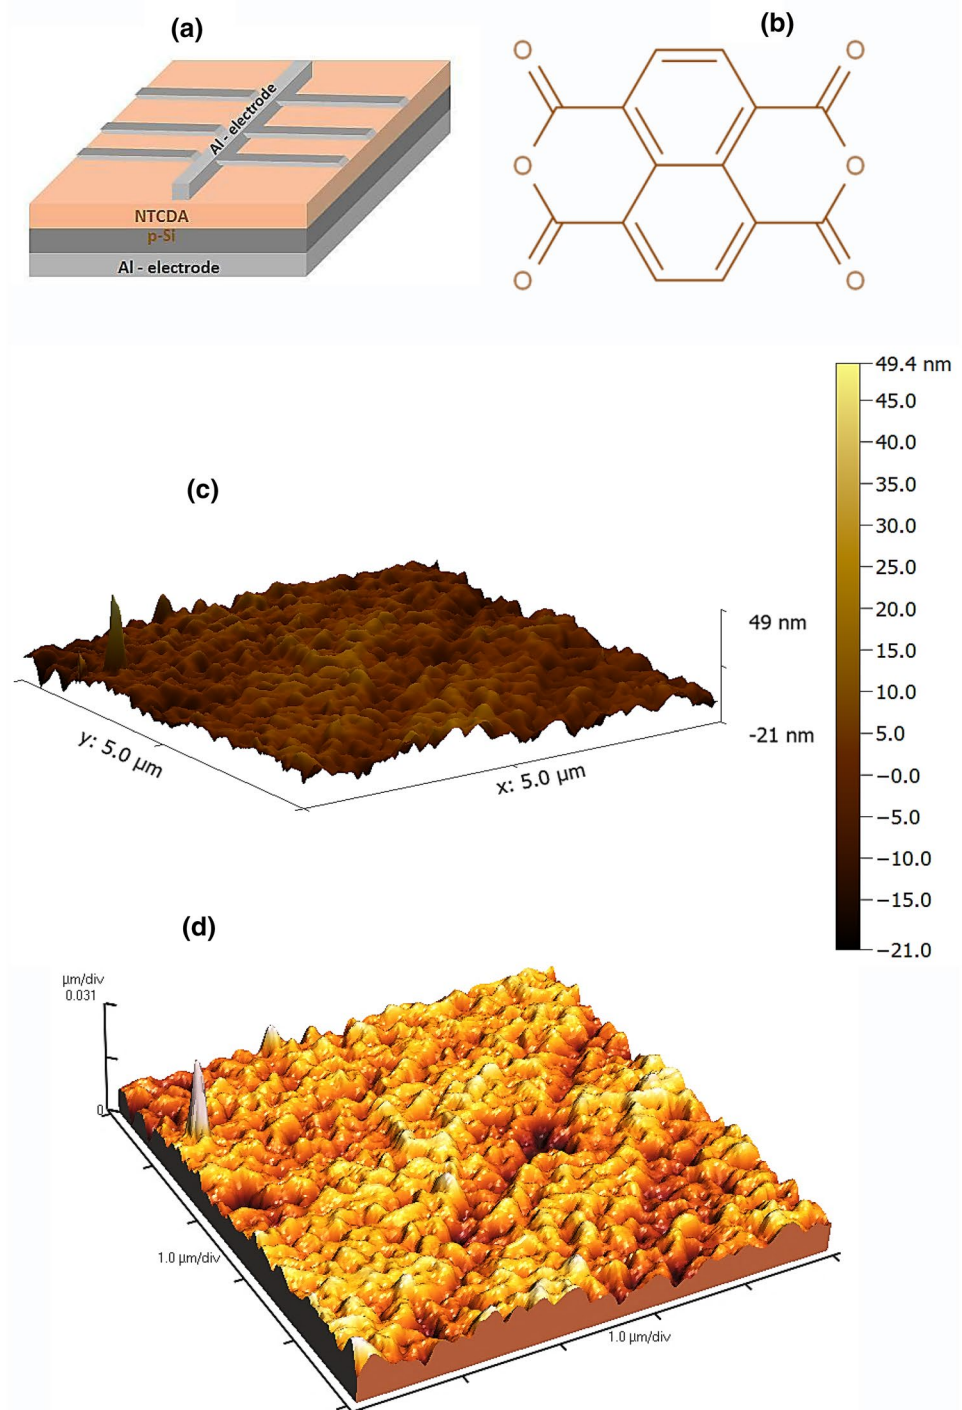 (a)
Al - electrode
NTCDA
p-Si
Al - electrode
(b)
O
O
O
O
O
O
(c)
49 nm
-21 nm
y: 5.0 µm
x: 5.0 µm
49.4 nm
45.0
40.0
35.0
30.0
25.0
20.0
15.0
10.0
5.0
−0.0
−5.0
−10.0
−15.0
−21.0
(d)
µm/div
0.031
0
1.0 µm/div
1.0 µm/div